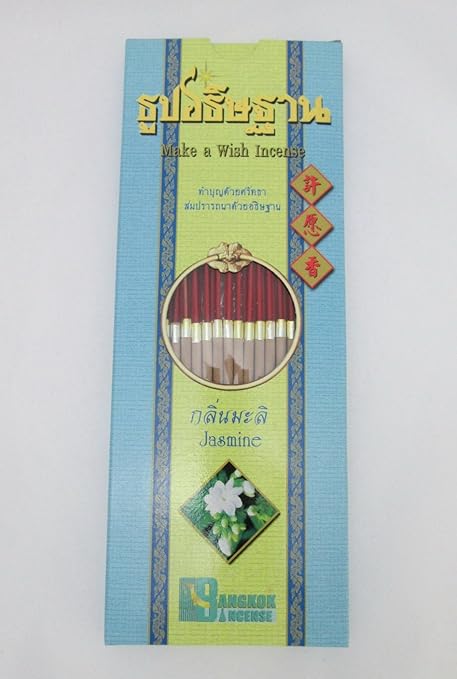 ธูปอธิษฐาน
Make a Wish Incense
ทำบุญด้วยศรัทธา
สมปรารถนาด้วยอธิษฐาน
許
愿
香
กลิ่นมะลิ
Jasmine
BANGKOK
INCENSE